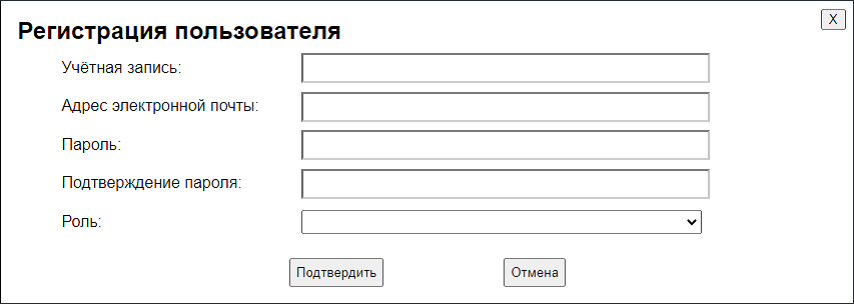 Регистрация пользователя
X
Учётная запись:
Адрес электронной почты:
Пароль:
Подтверждение пароля:
Роль:
Подтвердить
Отмена